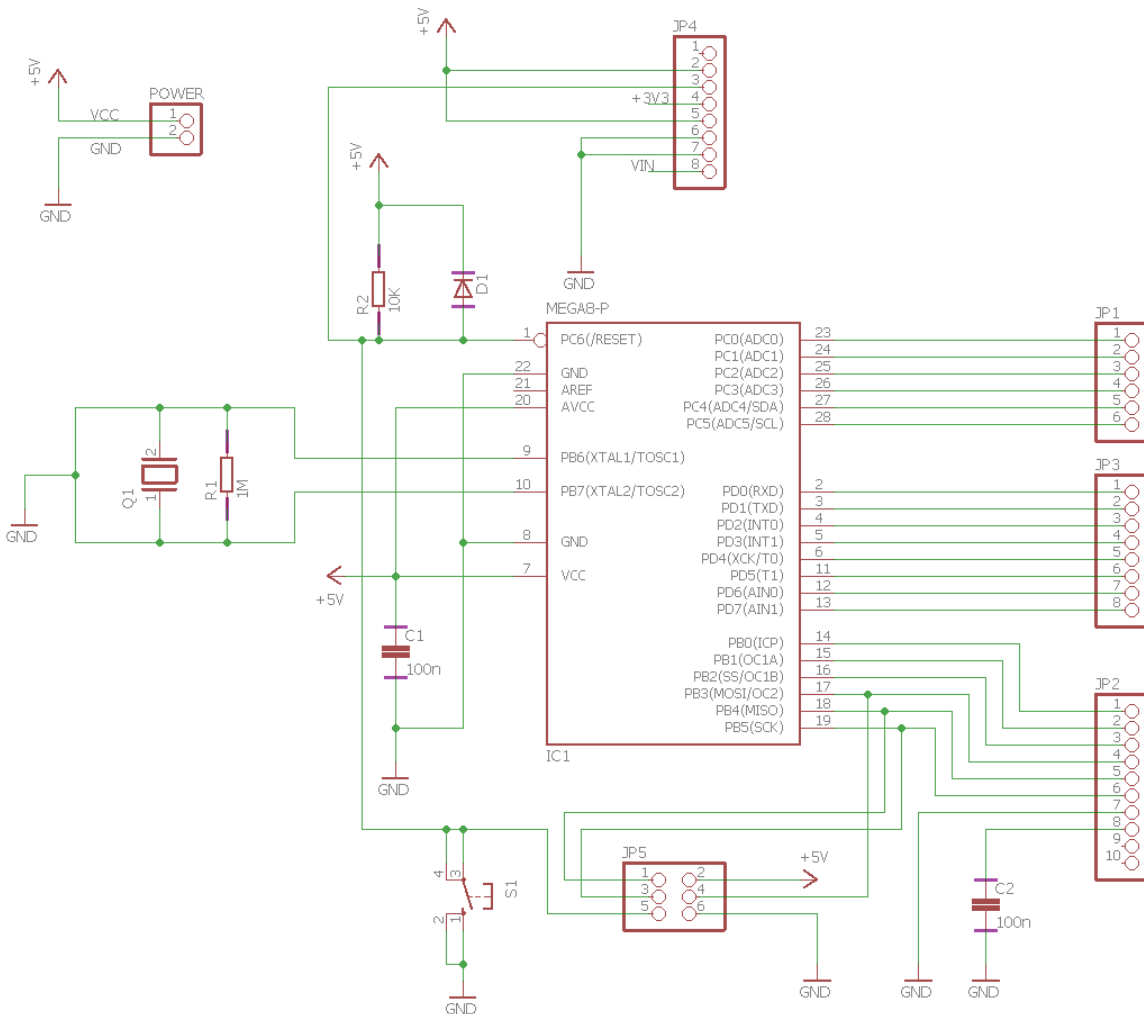 +5V
JP4
1
2
3
+3V3 4
5
6
7
VIN 8
+5V
POWER
VCC 1
GND 2
GND
+5V
R2
10K
D1
GND
MEGA8-P
1 PC6(/RESET)
22 GND
21 AREF
20 AVCC
9 PB6(XTAL1/TOSC1)
10 PB7(XTAL2/TOSC2)
8 GND
7 VCC
PC0(ADC0) 23
PC1(ADC1) 24
PC2(ADC2) 25
PC3(ADC3) 26
PC4(ADC4/SDA) 27
PC5(ADC5/SCL) 28
PD0(RXD) 2
PD1(TXD) 3
PD2(INT0) 4
PD3(INT1) 5
PD4(XCK/T0) 6
PD5(T1) 11
PD6(AIN0) 12
PD7(AIN1) 13
PB0(ICP) 14
PB1(OC1A) 15
PB2(SS/OC1B) 16
PB3(MOSI/OC2) 17
PB4(MISO) 18
PB5(SCK) 19
IC1
JP1
1
2
3
4
5
6
JP3
1
2
3
4
5
6
7
8
JP2
1
2
3
4
5
6
7
8
9
10
Q1
2
1
R1
1M
GND
+5V
C1
100n
GND
4 3
S1
2 1
GND
JP5
1 2
3 4
5 6
+5V
GND
GND
C2
100n
GND